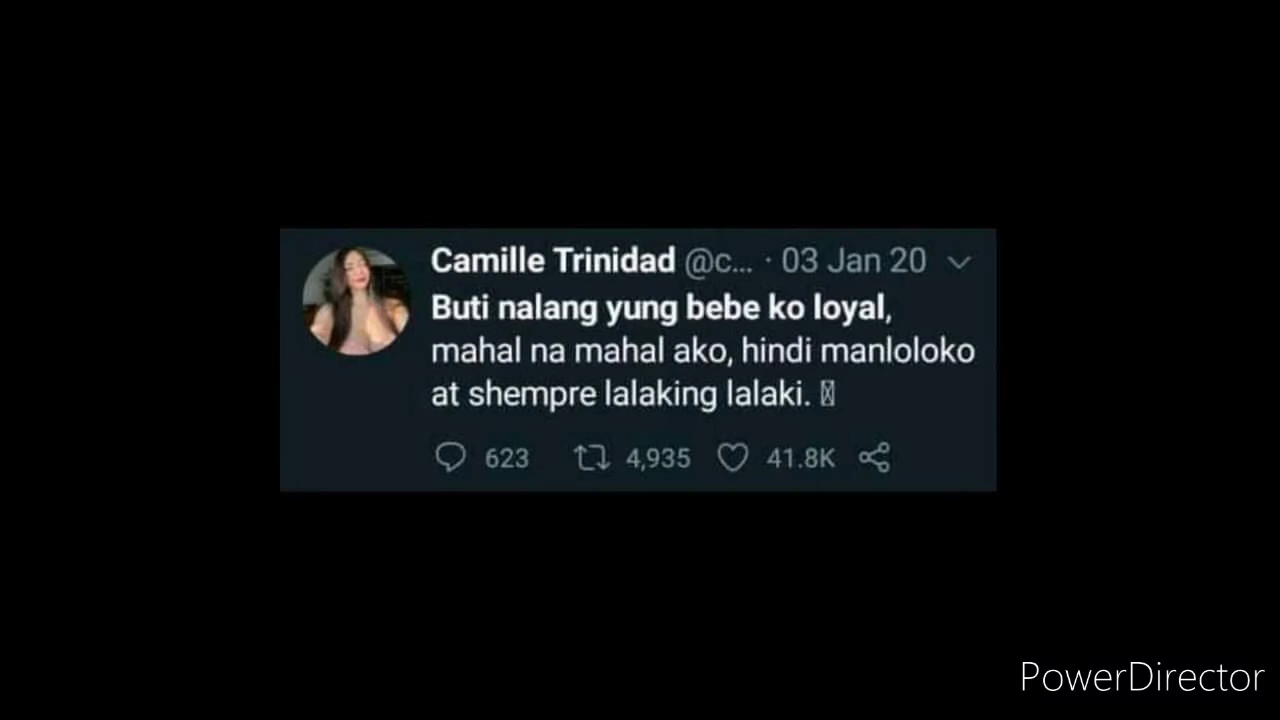 Camille Trinidad @c... · 03 Jan 20
Buti nalang yung bebe ko loyal,
mahal na mahal ako, hindi manloloko
at shempre lalaking lalaki.
623 4,935 41.8K
PowerDirector